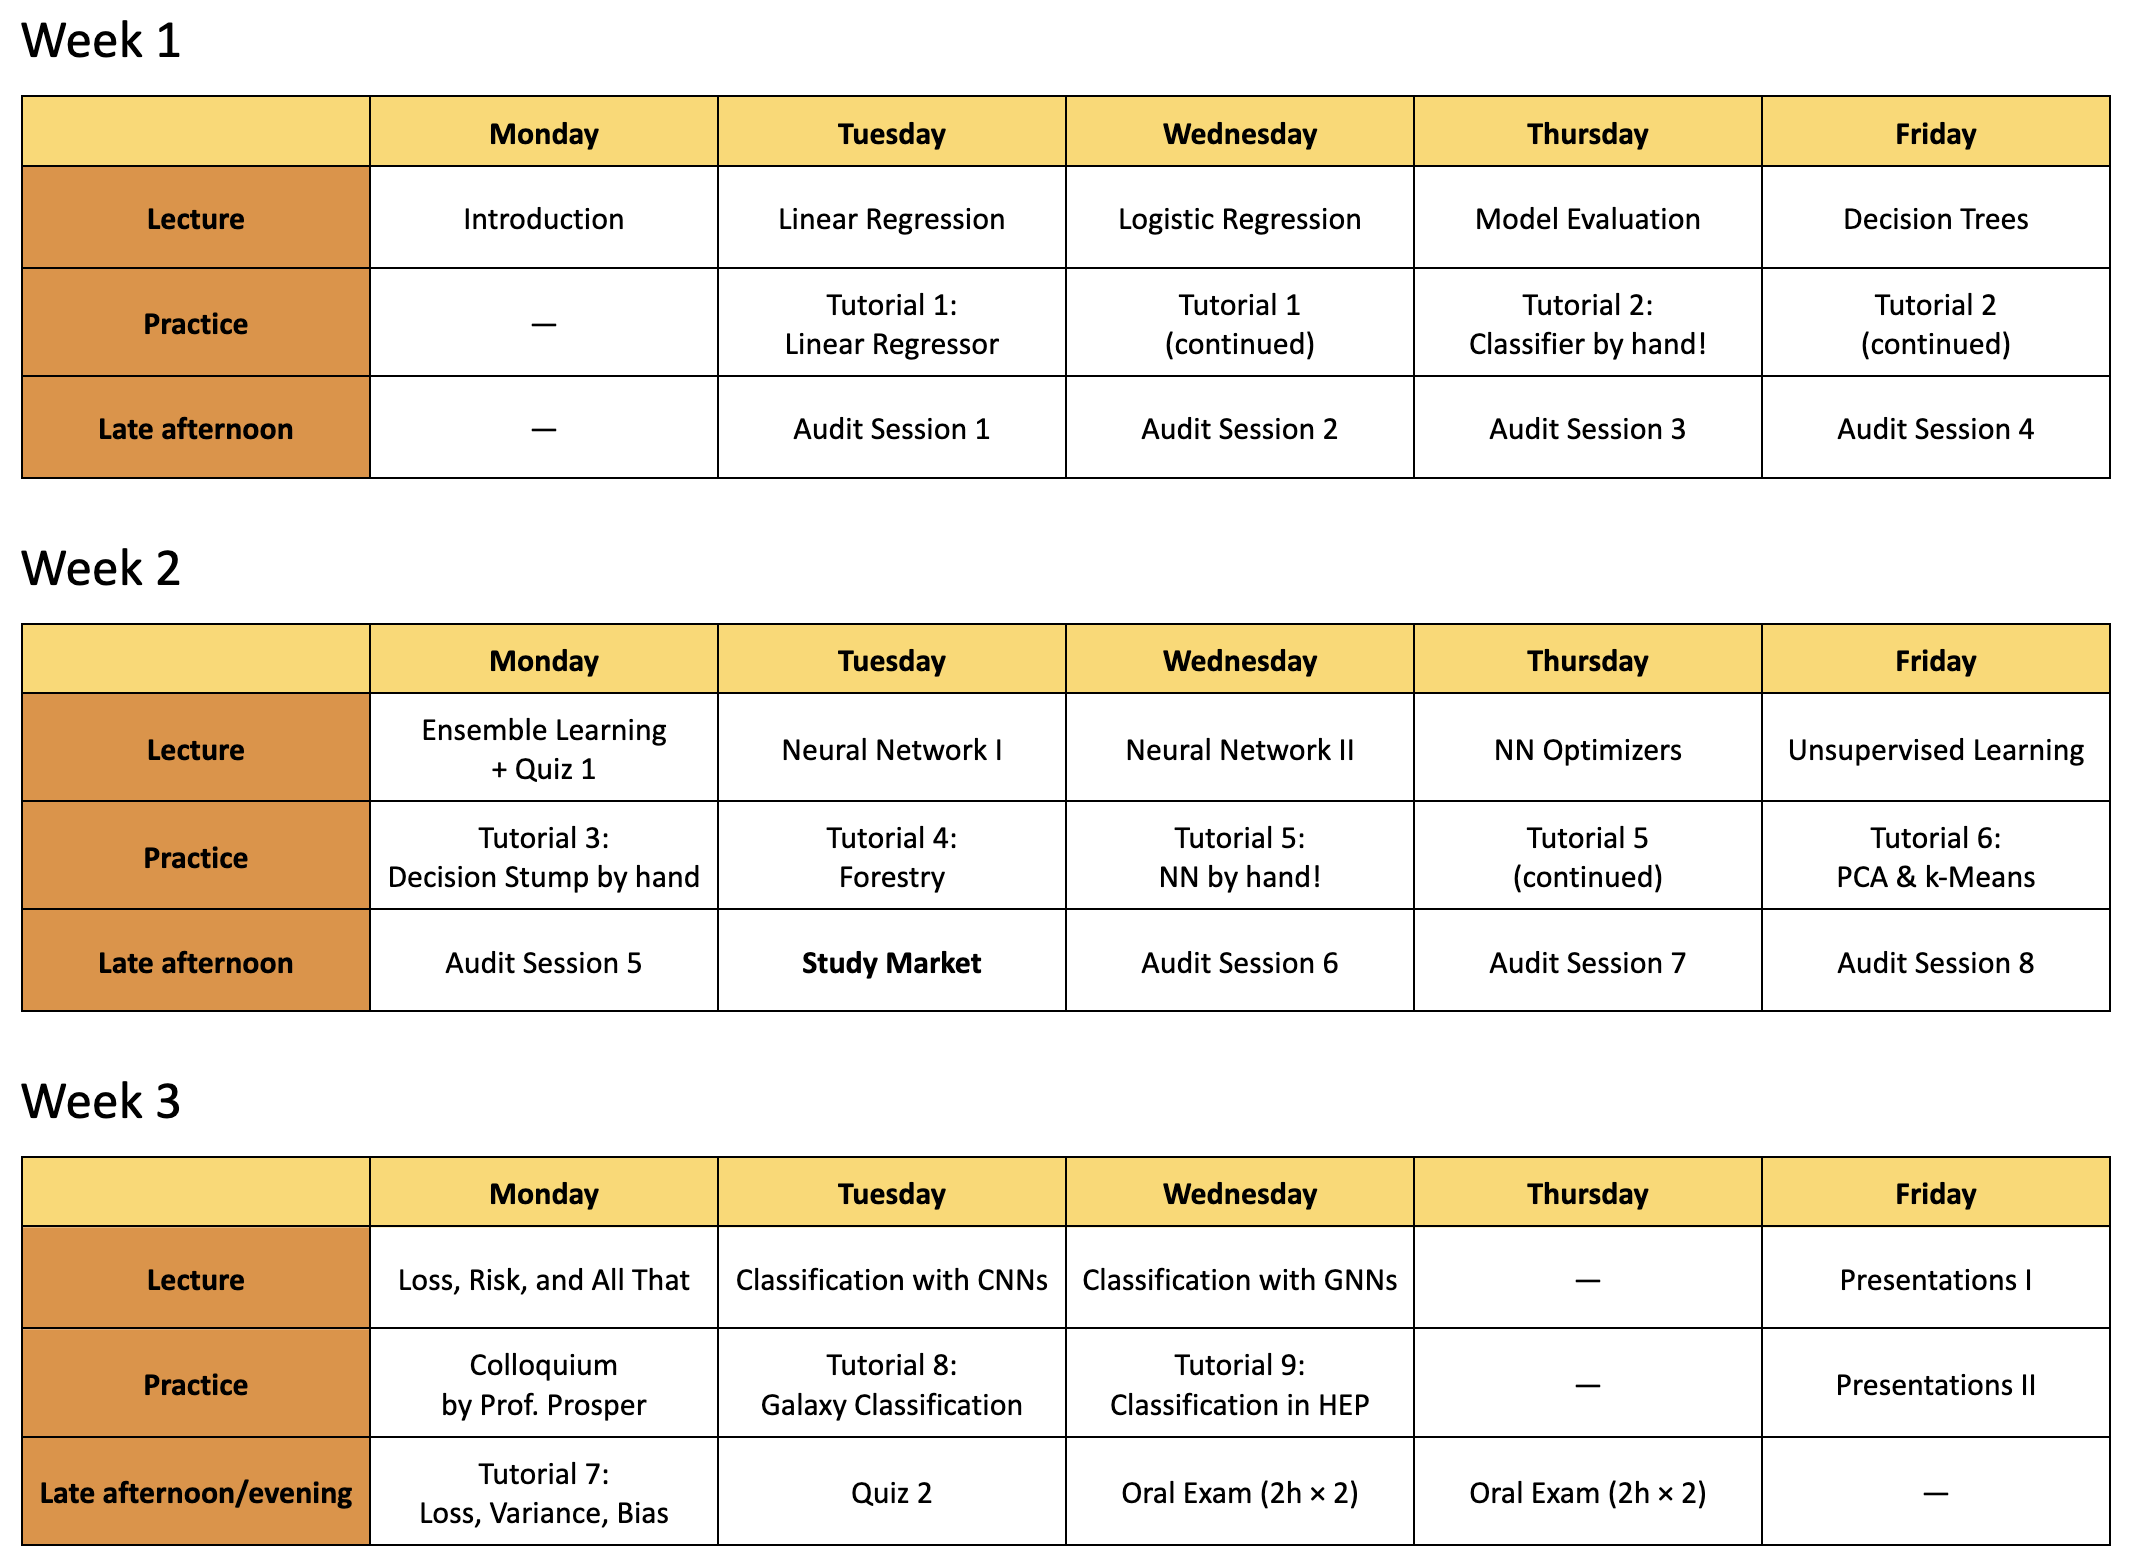 Week 1
Monday
Tuesday
Wednesday
Thursday
Friday
Lecture
Introduction
Linear Regression
Logistic Regression
Model Evaluation
Decision Trees
Practice
—
Tutorial 1:
Linear Regressor
Tutorial 1
(continued)
Tutorial 2:
Classifier by hand!
Tutorial 2
(continued)
Late afternoon
—
Audit Session 1
Audit Session 2
Audit Session 3
Audit Session 4
Week 2
Monday
Tuesday
Wednesday
Thursday
Friday
Lecture
Ensemble Learning
+ Quiz 1
Neural Network I
Neural Network II
NN Optimizers
Unsupervised Learning
Practice
Tutorial 3:
Decision Stump by hand
Tutorial 4:
Forestry
Tutorial 5:
NN by hand!
Tutorial 5
(continued)
Tutorial 6:
PCA & k-Means
Late afternoon
Audit Session 5
Study Market
Audit Session 6
Audit Session 7
Audit Session 8
Week 3
Monday
Tuesday
Wednesday
Thursday
Friday
Lecture
Loss, Risk, and All That
Classification with CNNs
Classification with GNNs
—
Presentations I
Practice
Colloquium
by Prof. Prosper
Tutorial 8:
Galaxy Classification
Tutorial 9:
Classification in HEP
—
Presentations II
Late afternoon/evening
Tutorial 7:
Loss, Variance, Bias
Quiz 2
Oral Exam (2h × 2)
Oral Exam (2h × 2)
—